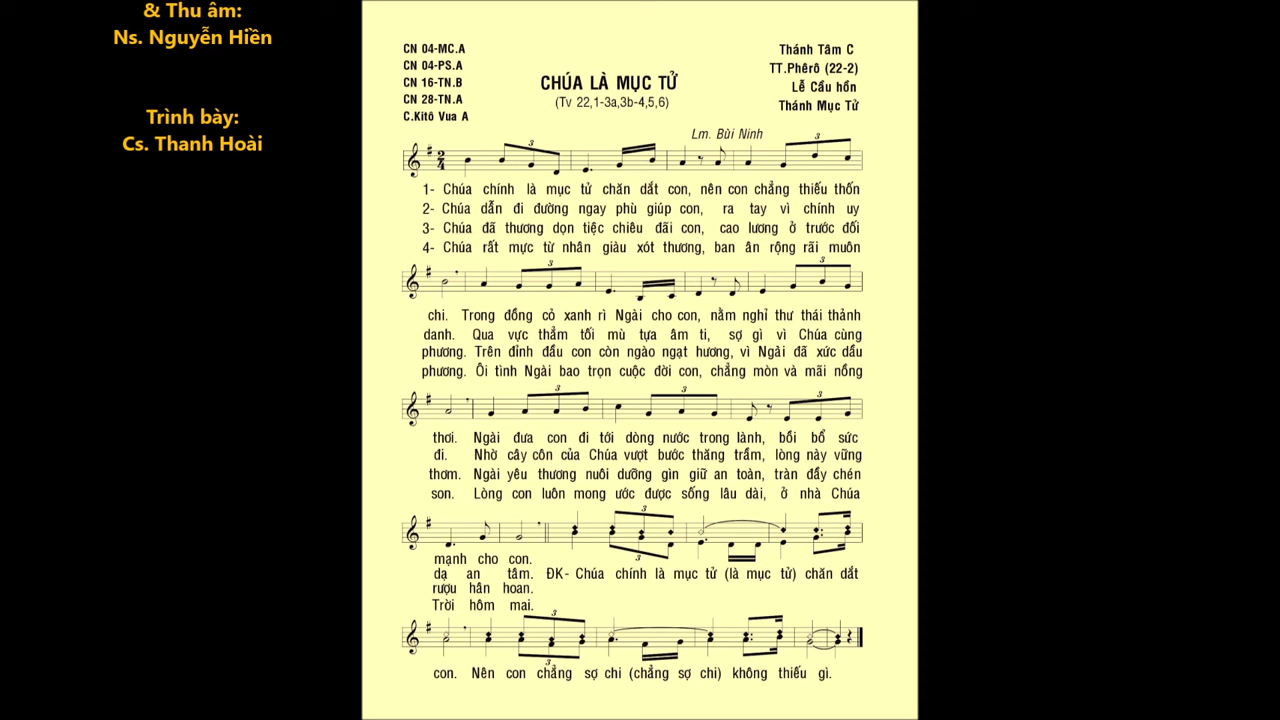 & Thu âm:
Ns. Nguyễn Hiền
Trình bày:
Cs. Thanh Hoài
CN 04-MC.A
CN 04-PS.A
CN 16-TN.B
CN 28-TN.A
C.Kitô Vua A
CHÚA LÀ MỤC TỬ
(Tv 22,1-3a,3b-4,5,6)
Thánh Tâm C
TT.Phêrô (22-2)
Lễ Cầu hồn
Thánh Mục Tử
Lm. Bùi Ninh
1- Chúa chính là mục tử chăn dắt con, nên con chẳng thiếu thốn
2- Chúa dẫn đi đường ngay phù giúp con, ra tay vì chính uy
3- Chúa đã thương dọn tiệc chiêu đãi con, cao lương ở trước đối
4- Chúa rất mực từ nhân giàu xót thương, ban ân rộng rãi muôn
chi. Trong đồng cỏ xanh rì Ngài cho con, nằm nghỉ thư thái thảnh
danh. Qua vực thẳm tối mù tựa âm ti, sợ gì vì Chúa cùng
phương. Trên đỉnh đầu con còn ngào ngạt hương, vì Ngài đã xức dầu
phương. Ôi tình Ngài bao trọn cuộc đời con, chẳng mòn và mãi nồng
thơi. Ngài đưa con đi tới dòng nước trong lành, bồi bổ sức
đi. Nhờ cây côn của Chúa vượt bước thăng trầm, lòng này vững
thơm. Ngài yêu thương nuôi dưỡng gìn giữ an toàn, tràn đầy chén
son. Lòng con luôn mong ước được sống lâu dài, ở nhà Chúa
mạnh cho con.
dạ an tâm. ĐK- Chúa chính là mục tử (là mục tử) chăn dắt
rượu hân hoan.
Trời hôm mai.
con. Nên con chẳng sợ chi (chẳng sợ chi) không thiếu gì.